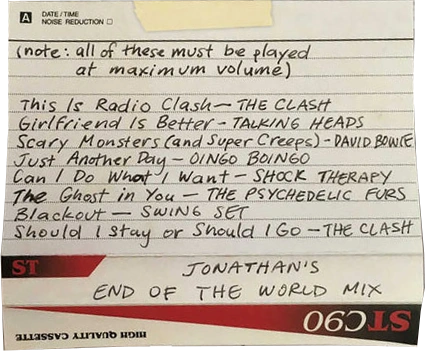 A DATE/TIME
NOISE REDUCTION □
(note: all of these must be played
at maximum volume)
This Is Radio Clash — THE CLASH
Girlfriend Is Better - TALKING HEADS
Scary Monsters (and Super Creeps) - DAVID BOWIE
Just Another Day — OINGO BOINGO
Can I Do What I Want — SHOCK THERAPY
The Ghost in You — THE PSYCHEDELIC FURS
Blackout — SWING SET
Should I Stay or Should I Go — THE CLASH
ST
JONATHAN'S
END OF THE WORLD MIX
STC90
HIGH QUALITY CASSETTE